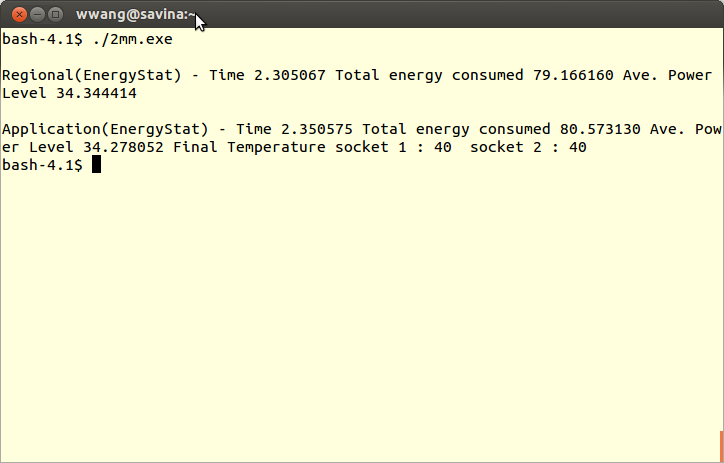 wwang@savina:~
bash-4.1$ ./2mm.exe
Regional(EnergyStat) - Time 2.305067 Total energy consumed 79.166160 Ave. Power
Level 34.344414
Application(EnergyStat) - Time 2.350575 Total energy consumed 80.573130 Ave. Pow
er Level 34.278052 Final Temperature socket 1 : 40  socket 2 : 40
bash-4.1$